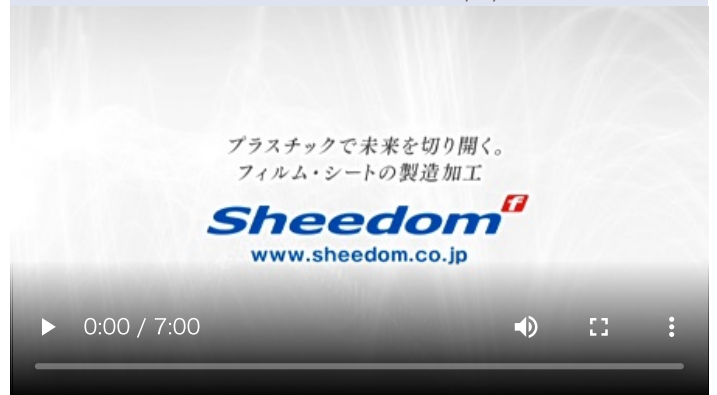 プラスチックで未来を切り開く。
フィルム・シートの製造加工
Sheedom f
www.sheedom.co.jp
0:00 / 7:00